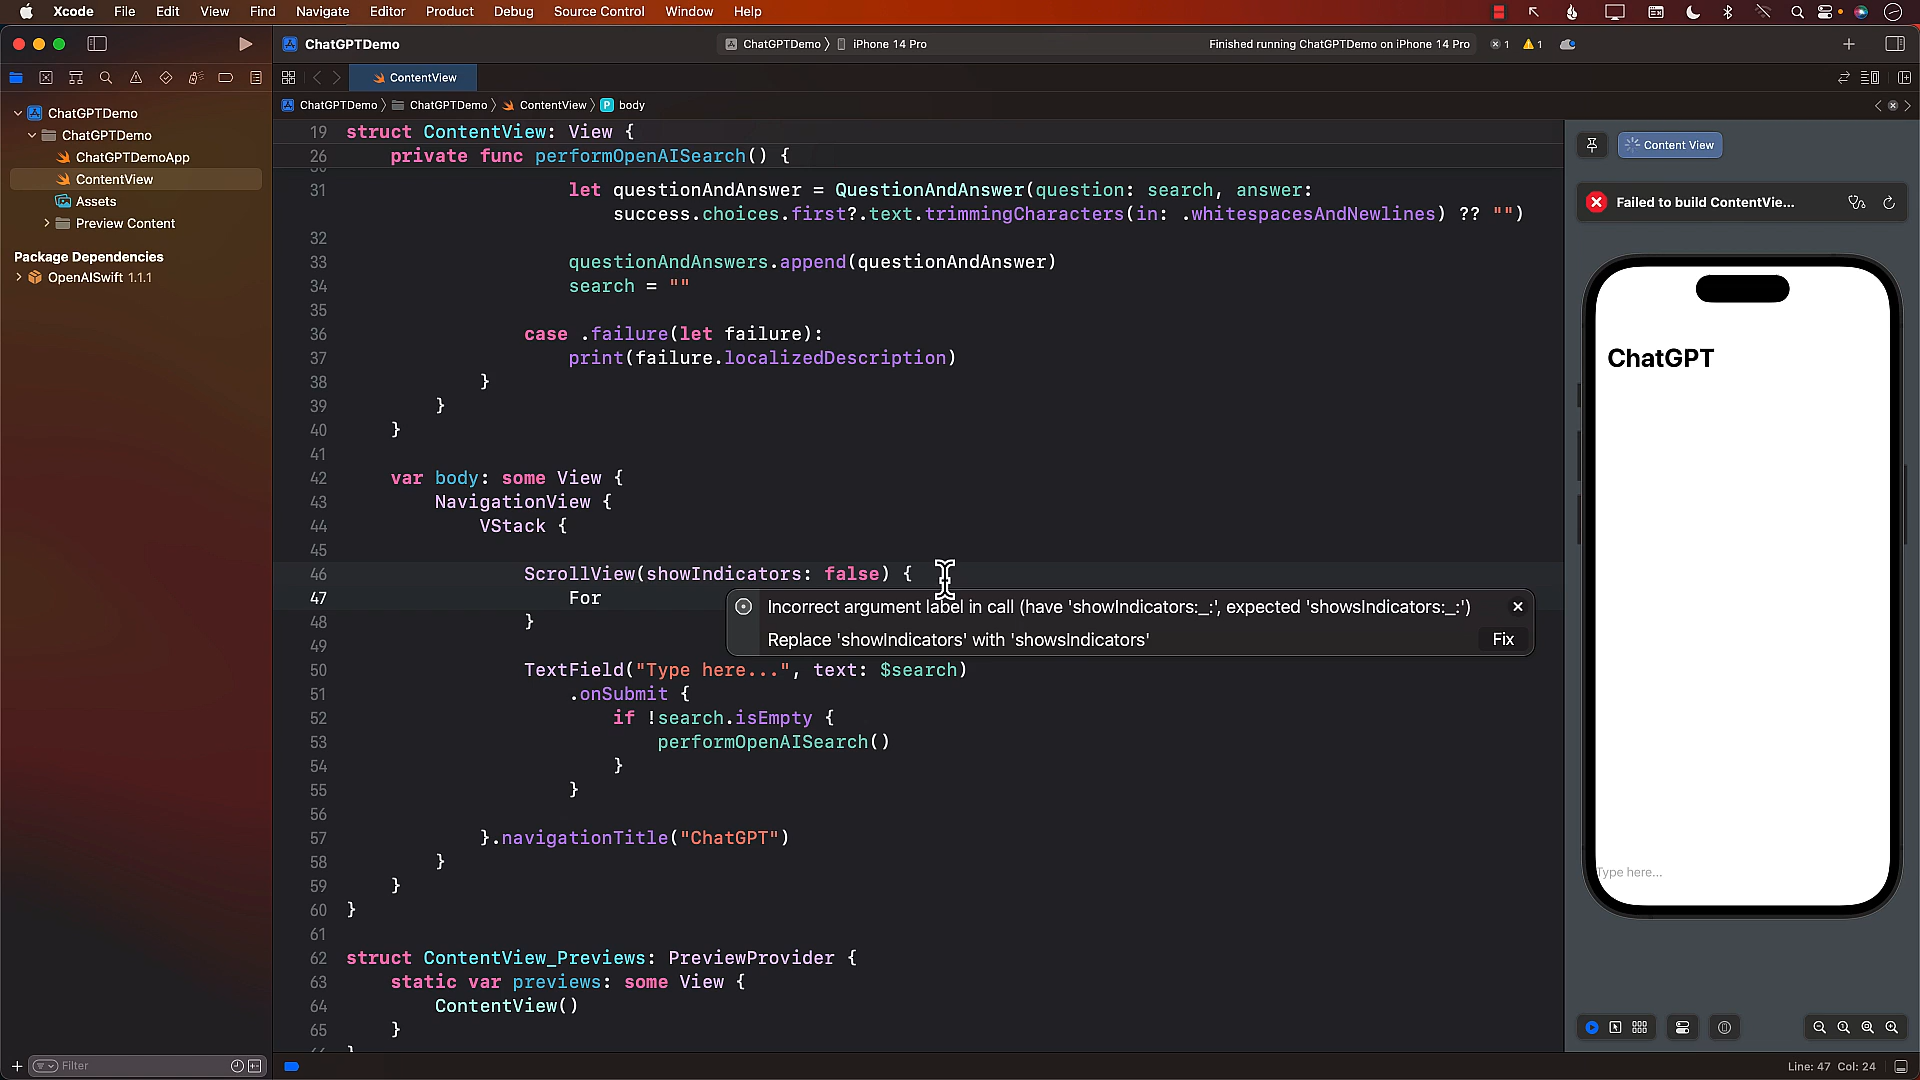 Xcode File Edit View Find Navigate Editor Product Debug Source Control Window Help
ChatGPTDemo
ChatGPTDemo iPhone 14 Pro
Finished running ChatGPTDemo on iPhone 14 Pro
1 1
ContentView
ChatGPTDemo ChatGPTDemo ContentView P body
ChatGPTDemo
ChatGPTDemo
ChatGPTDemoApp
ContentView
Assets
Preview Content
Package Dependencies
OpenAISwift 1.1.1
Filter
19 struct ContentView: View {
26 private func performOpenAISearch() {
31 let questionAndAnswer = QuestionAndAnswer(question: search, answer:
success.choices.first?.text.trimmingCharacters(in: .whitespacesAndNewlines) ?? "")
32
33 questionAndAnswers.append(questionAndAnswer)
34 search = ""
35
36 case .failure(let failure):
37 print(failure.localizedDescription)
38 }
39 }
40 }
41
42 var body: some View {
43 NavigationView {
44 VStack {
45
46 ScrollView(showIndicators: false) {
47 For
Incorrect argument label in call (have 'showIndicators:_:', expected 'showsIndicators:_:')
Replace 'showIndicators' with 'showsIndicators' Fix
48 }
49
50 TextField("Type here...", text: $search)
51 .onSubmit {
52 if !search.isEmpty {
53 performOpenAISearch()
54 }
55 }
56
57 }.navigationTitle("ChatGPT")
58 }
59 }
60 }
61
62 struct ContentView_Previews: PreviewProvider {
63 static var previews: some View {
64 ContentView()
65 }
Content View
Failed to build ContentVie...
ChatGPT
Type here...
Line: 47 Col: 24